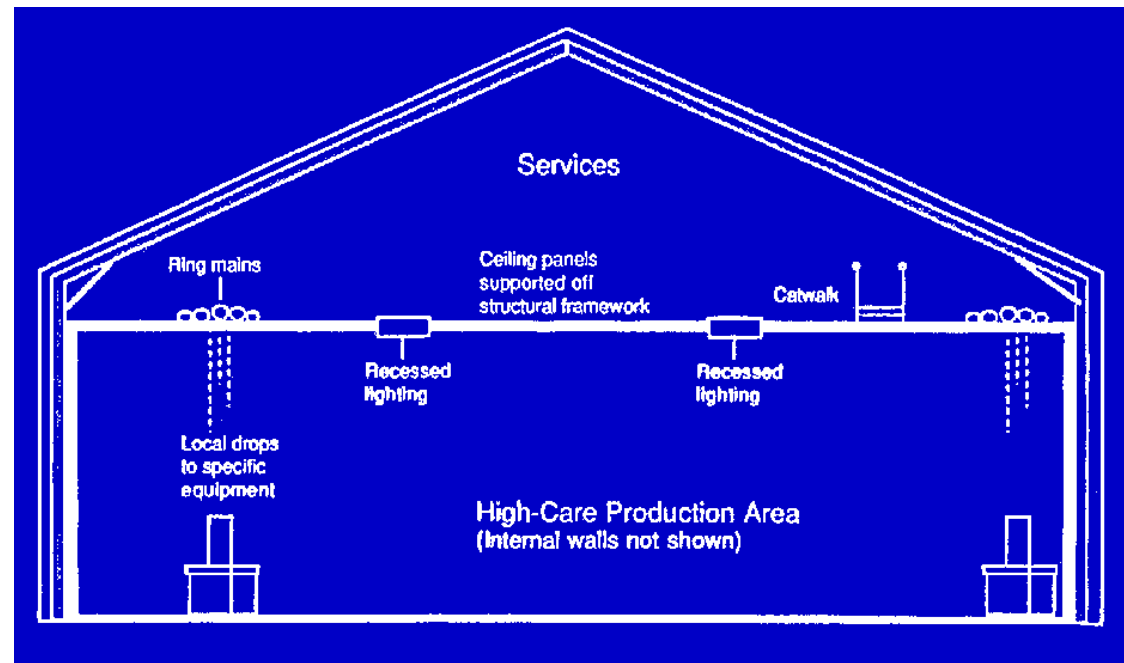 Services
Ring mains
Ceiling panels
supported off
structural framework
Catwalk
Recessed
lighting
Recessed
lighting
Local drops
to specific
equipment
High-Care Production Area
(Internal walls not shown)